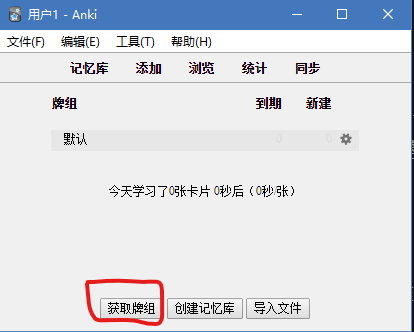 用户1 - Anki
文件(F) 编辑(E) 工具(T) 帮助(H)
记忆库 添加 浏览 统计 同步
牌组 到期 新建
默认 0 0
今天学习了0张卡片 0秒后（0秒/张）
获取牌组 创建记忆库 导入文件